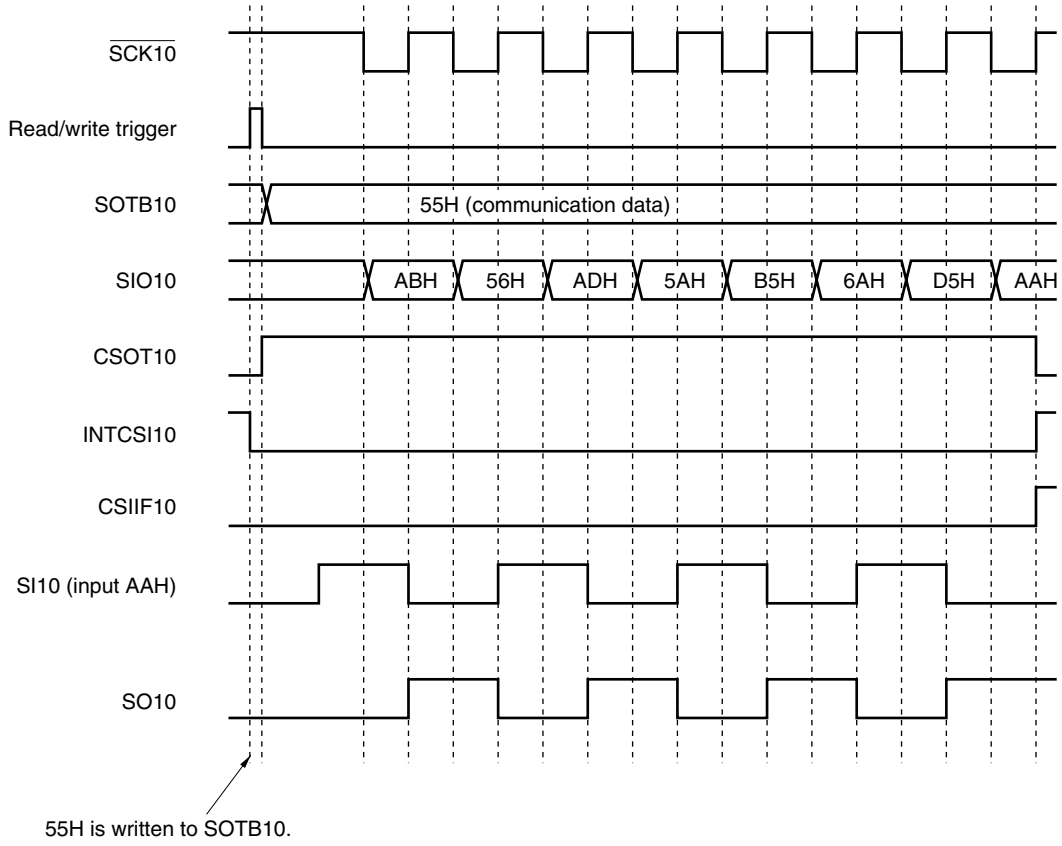 SCK10
Read/write trigger
SOTB10
55H (communication data)
SIO10
ABH 56H ADH 5AH B5H 6AH D5H AAH
CSOT10
INTCSI10
CSIIF10
SI10 (input AAH)
SO10
55H is written to SOTB10.